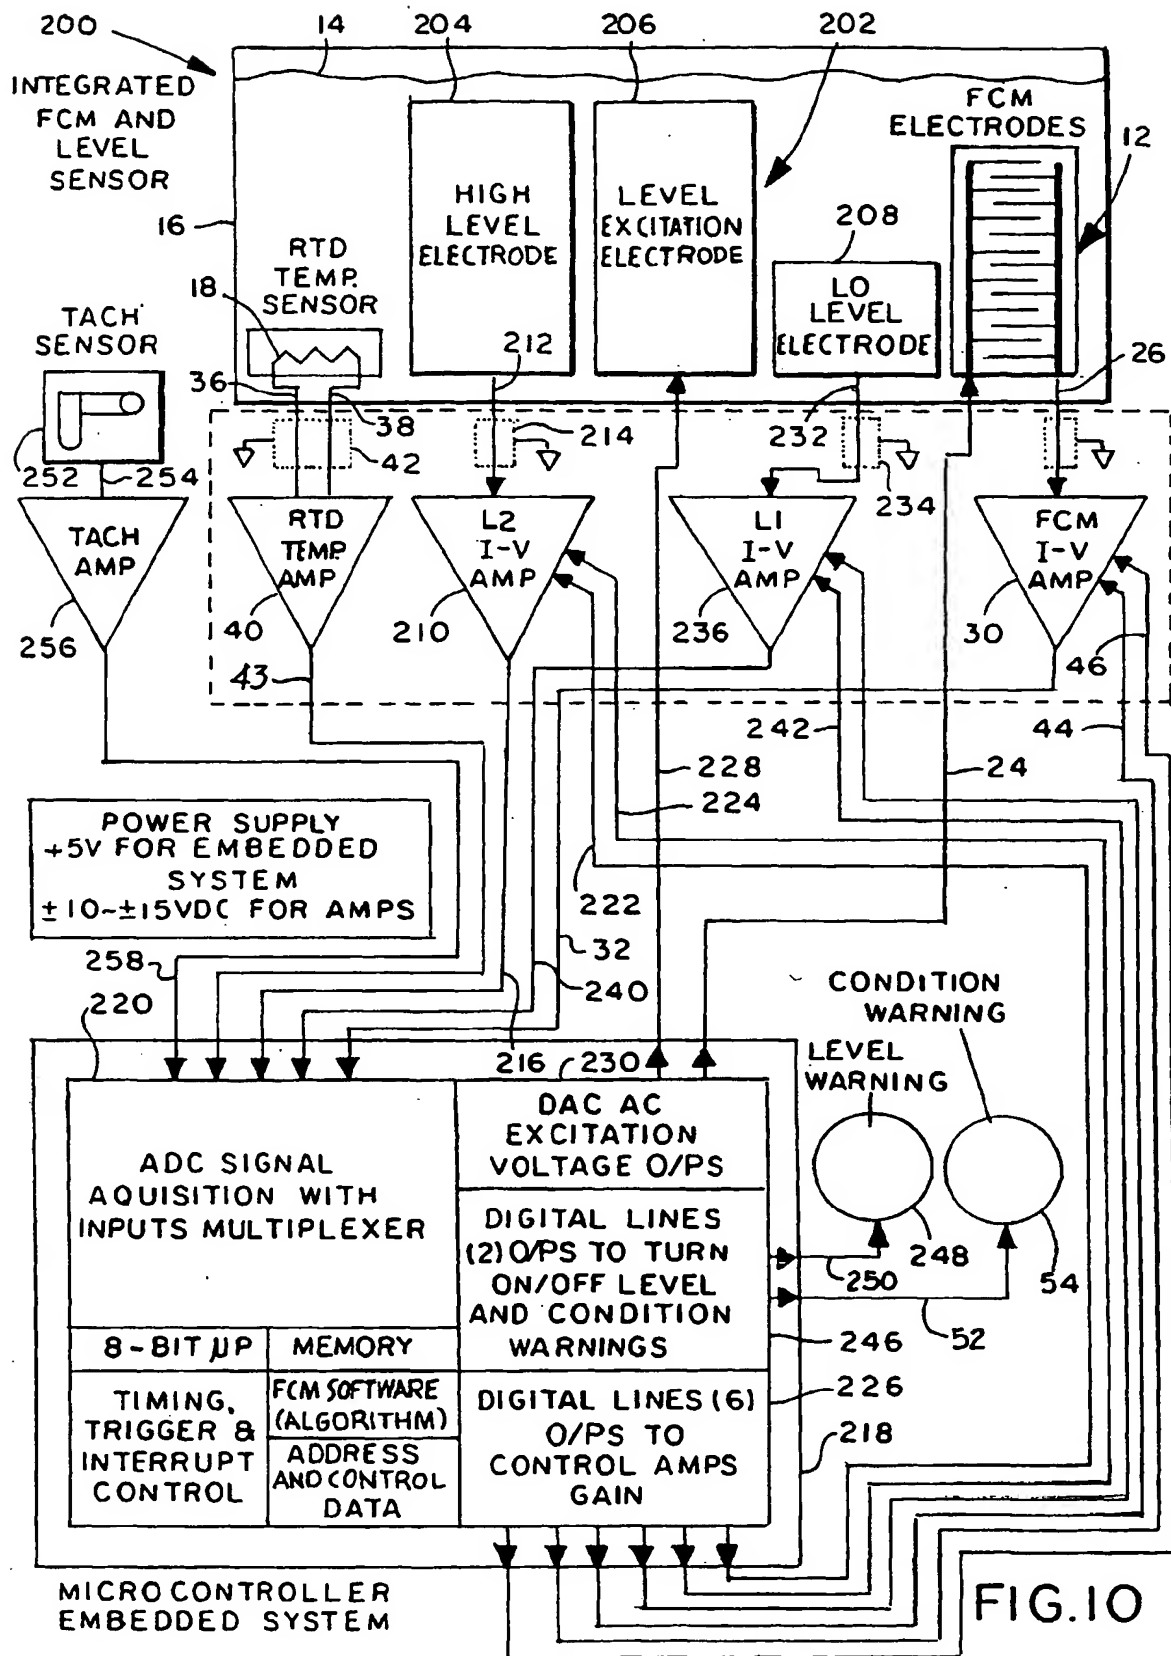 200
14
204
206
202
INTEGRATED
FCM AND
LEVEL
SENSOR
FCM
ELECTRODES
12
16
HIGH
LEVEL
ELECTRODE
LEVEL
EXCITATION
ELECTRODE
208
RTD
TEMP.
SENSOR
18
LO
LEVEL
ELECTRODE
TACH
SENSOR
212
26
36
38
214
232
252
254
42
234
TACH
AMP
RTD
TEMP.
AMP
L2
I-V
AMP
L1
I-V
AMP
FCM
I-V
AMP
256
40
210
236
30
46
43
242
44
228
24
224
POWER SUPPLY
+5V FOR EMBEDDED
SYSTEM
±10~±15VDC FOR AMPS
222
32
258
240
220
CONDITION
WARNING
216
230
LEVEL
WARNING
DAC AC
EXCITATION
VOLTAGE O/PS
ADC SIGNAL
AQUISITION WITH
INPUTS MULTIPLEXER
DIGITAL LINES
(2) O/PS TO TURN
ON/OFF LEVEL
AND CONDITION
WARNINGS
250
248
54
52
246
8-BIT µP
MEMORY
226
TIMING,
TRIGGER &
INTERRUPT
CONTROL
FCM SOFTWARE
(ALGORITHM)
ADDRESS
AND CONTROL
DATA
DIGITAL LINES (6)
O/PS TO
CONTROL AMPS
GAIN
218
MICROCONTROLLER
EMBEDDED SYSTEM
FIG.10